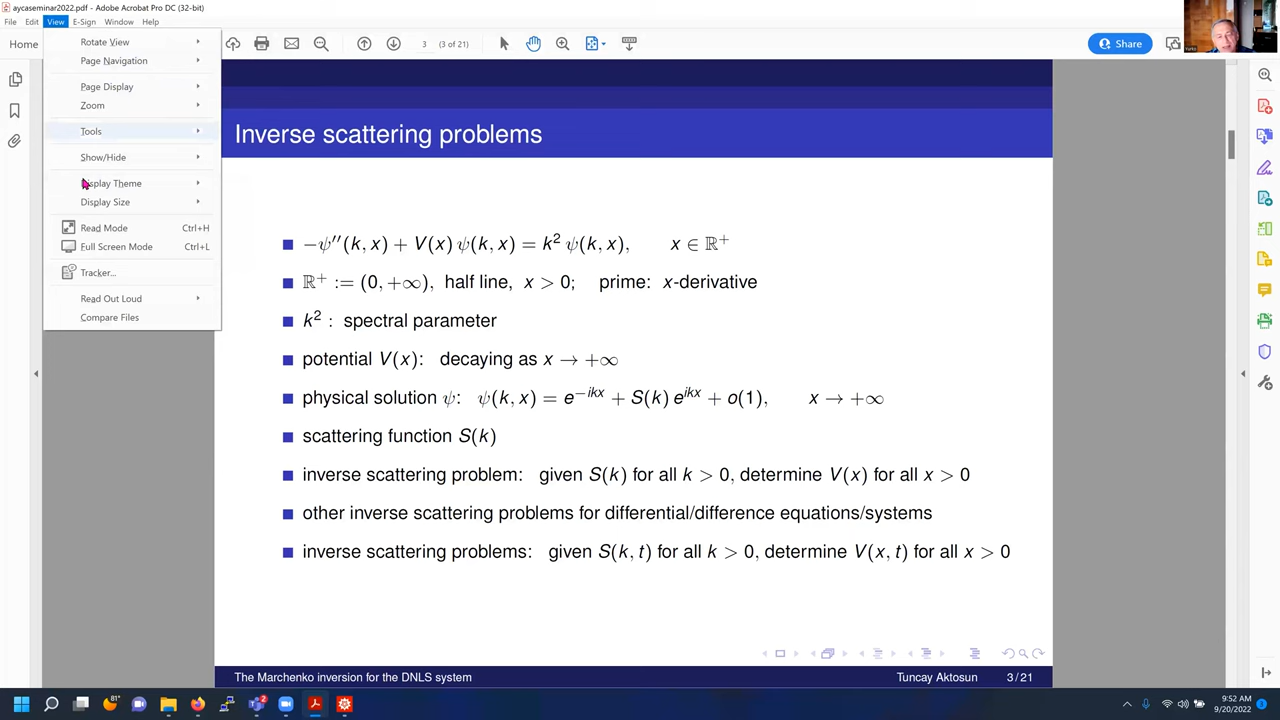 aycaseminar2022.pdf - Adobe Acrobat Pro DC (32-bit)
File Edit View E-Sign Window Help
Home
3 (3 of 21)
Share
Rotate View
Page Navigation
Page Display
Zoom
Tools
Show/Hide
Display Theme
Display Size
Read Mode Ctrl+H
Full Screen Mode Ctrl+L
Tracker...
Read Out Loud
Compare Files
Inverse scattering problems
−ψ′′(k, x) + V(x) ψ(k, x) = k² ψ(k, x), x ∈ ℝ⁺
ℝ⁺ := (0, +∞), half line, x > 0; prime: x-derivative
k² : spectral parameter
potential V(x): decaying as x → +∞
physical solution ψ: ψ(k, x) = e^{−ikx} + S(k) e^{ikx} + o(1), x → +∞
scattering function S(k)
inverse scattering problem: given S(k) for all k > 0, determine V(x) for all x > 0
other inverse scattering problems for differential/difference equations/systems
inverse scattering problems: given S(k, t) for all k > 0, determine V(x, t) for all x > 0
The Marchenko inversion for the DNLS system
Tuncay Aktosun 3/21
81°
9:52 AM
9/20/2022